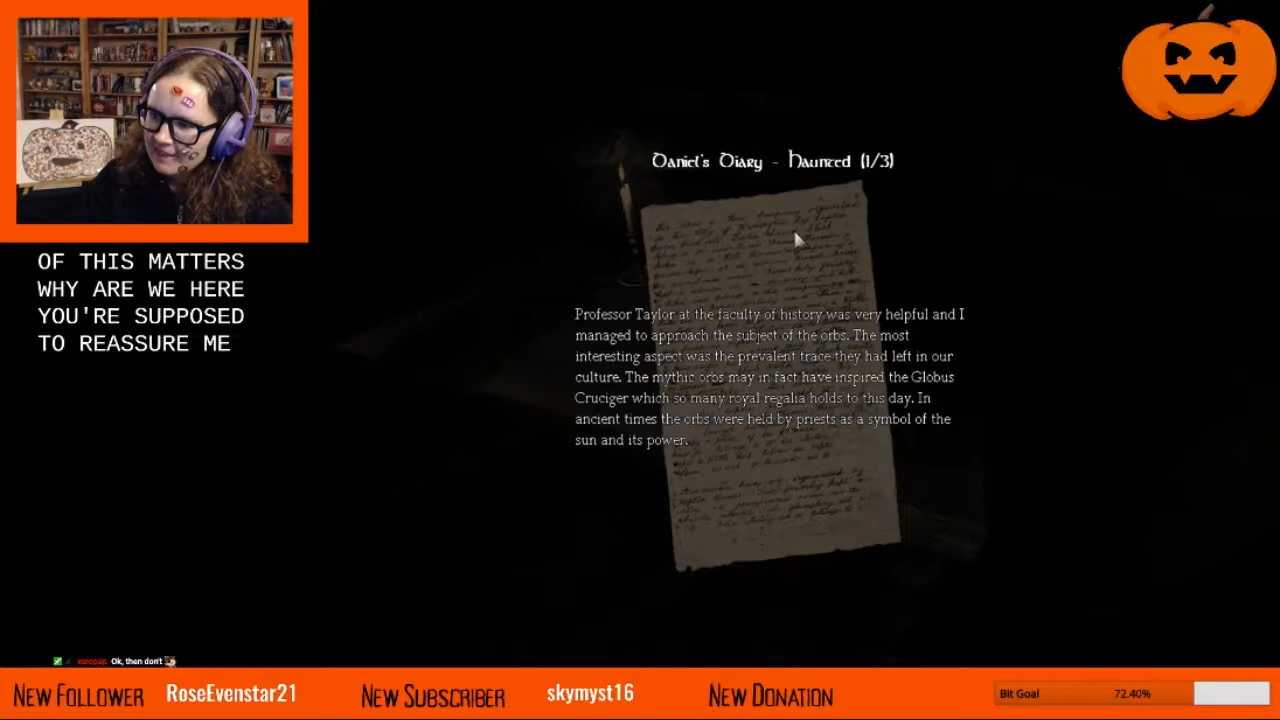 Daniel's Diary - Haunted (1/3)
OF THIS MATTERS
WHY ARE WE HERE
YOU'RE SUPPOSED
TO REASSURE ME
Professor Taylor at the faculty of history was very helpful and I
managed to approach the subject of the orbs. The most
interesting aspect was the prevalent trace they had left in our
culture. The mythic orbs may in fact have inspired the Globus
Cruciger which so many royal regalia holds to this day. In
ancient times the orbs were held by priests as a symbol of the
sun and its power.
Ok, then don't
NEW FOLLOWER RoseEvenstar21 NEW SUBSCRIBER skymyst16 NEW DONATION Bit Goal 72.40%